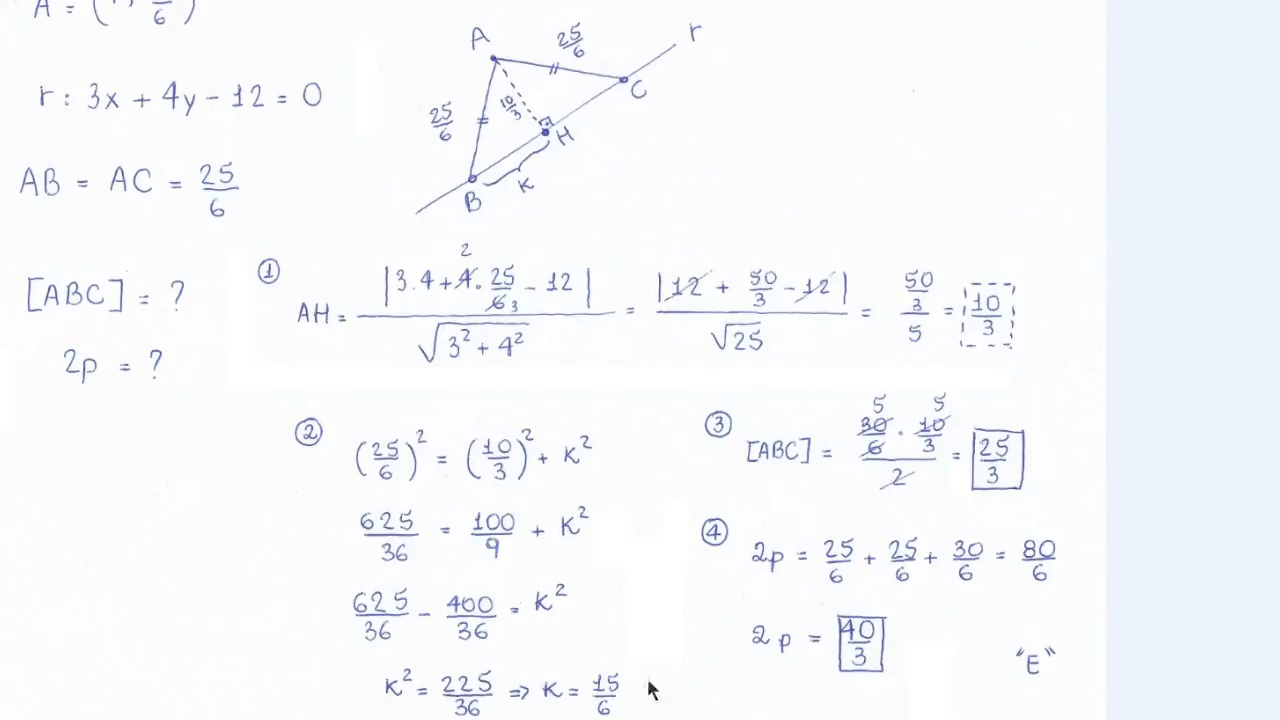 A = ( , /6 )
r : 3x + 4y - 12 = 0
AB = AC = 25/6
[ABC] = ?
2p = ?
A
25/6
r
C
25/6
10/3
H
K
B
① AH = |3.4 + 4. 25/6 - 12| / √(3² + 4²) = |12 + 50/3 - 12| / √25 = 50/3 / 5 = 10/3
2
3
② (25/6)² = (10/3)² + K²
625/36 = 100/9 + K²
625/36 - 400/36 = K²
K² = 225/36 => K = 15/6
③ [ABC] = 30/6 . 10/3 / 2 = 25/3
5 5
④ 2p = 25/6 + 25/6 + 30/6 = 80/6
2p = 40/3
"E"